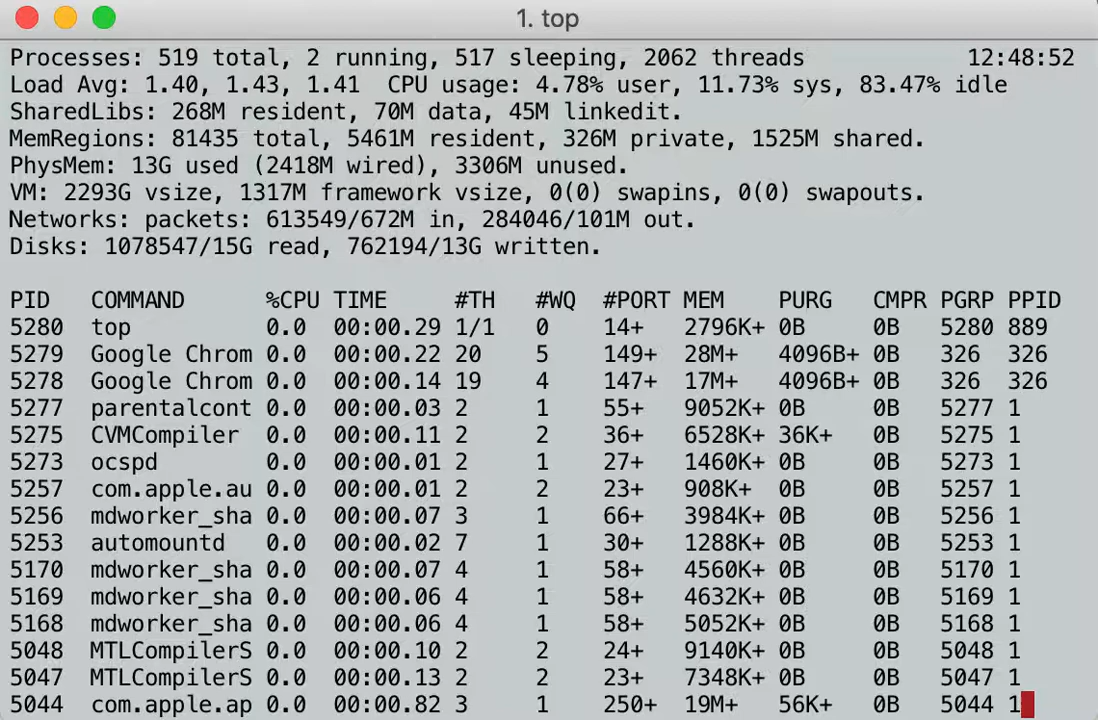 1. top
Processes: 519 total, 2 running, 517 sleeping, 2062 threads 12:48:52
Load Avg: 1.40, 1.43, 1.41 CPU usage: 4.78% user, 11.73% sys, 83.47% idle
SharedLibs: 268M resident, 70M data, 45M linkedit.
MemRegions: 81435 total, 5461M resident, 326M private, 1525M shared.
PhysMem: 13G used (2418M wired), 3306M unused.
VM: 2293G vsize, 1317M framework vsize, 0(0) swapins, 0(0) swapouts.
Networks: packets: 613549/672M in, 284046/101M out.
Disks: 1078547/15G read, 762194/13G written.
PID COMMAND %CPU TIME #TH #WQ #PORT MEM PURG CMPR PGRP PPID
5280 top 0.0 00:00.29 1/1 0 14+ 2796K+ 0B 0B 5280 889
5279 Google Chrom 0.0 00:00.22 20 5 149+ 28M+ 4096B+ 0B 326 326
5278 Google Chrom 0.0 00:00.14 19 4 147+ 17M+ 4096B+ 0B 326 326
5277 parentalcont 0.0 00:00.03 2 1 55+ 9052K+ 0B 0B 5277 1
5275 CVMCompiler 0.0 00:00.11 2 2 36+ 6528K+ 36K+ 0B 5275 1
5273 ocspd 0.0 00:00.01 2 1 27+ 1460K+ 0B 0B 5273 1
5257 com.apple.au 0.0 00:00.01 2 2 23+ 908K+ 0B 0B 5257 1
5256 mdworker_sha 0.0 00:00.07 3 1 66+ 3984K+ 0B 0B 5256 1
5253 automountd 0.0 00:00.02 7 1 30+ 1288K+ 0B 0B 5253 1
5170 mdworker_sha 0.0 00:00.07 4 1 58+ 4560K+ 0B 0B 5170 1
5169 mdworker_sha 0.0 00:00.06 4 1 58+ 4632K+ 0B 0B 5169 1
5168 mdworker_sha 0.0 00:00.06 4 1 58+ 5052K+ 0B 0B 5168 1
5048 MTLCompilerS 0.0 00:00.10 2 2 24+ 9140K+ 0B 0B 5048 1
5047 MTLCompilerS 0.0 00:00.13 2 2 23+ 7348K+ 0B 0B 5047 1
5044 com.apple.ap 0.0 00:00.82 3 1 250+ 19M+ 56K+ 0B 5044 1